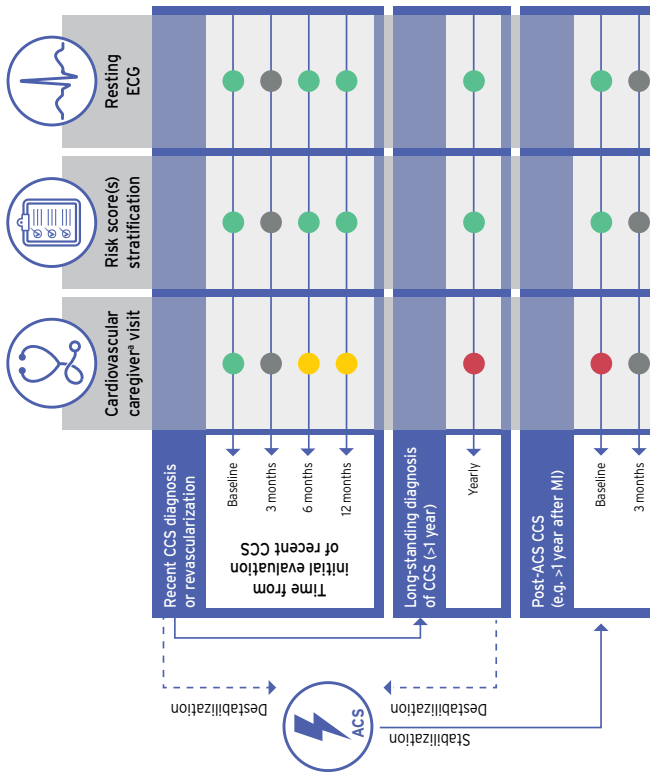 Cardiovascular
caregiverª visit
Risk score(s)
stratification
Resting
ECG
Recent CCS diagnosis
or revascularization
Time from
initial evaluation
of recent CCS
Baseline
3 months
6 months
12 months
Long-standing diagnosis
of CCS (>1 year)
Yearly
Post-ACS CCS
(e.g. >1 year after MI)
Baseline
3 months
Destabilization
Destabilization
Stabilization
ACS